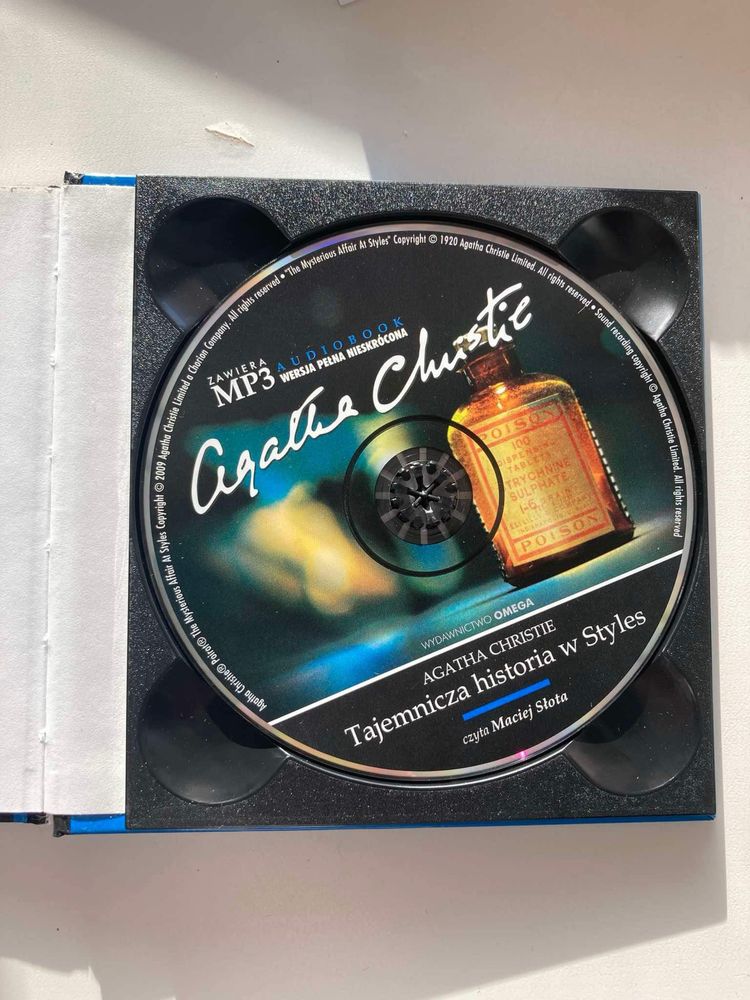 Agatha Christie® Poirot® The Mysterious Affair At Styles Copyright © 2009 Agatha Christie Limited a Chorion Company. All rights reserved • "The Mysterious Affair At Styles" Copyright © 1920 Agatha Christie Limited. All rights reserved • Sound recording copyright © Agatha Christie Limited. All rights reserved
ZAWIERA
MP3
AUDIOBOOK
WERSJA PEŁNA NIESKRÓCONA
Agatha Christie
POISON
100
TABLETS
STRYCHNINE
SULPHATE
POISON
WYDAWNICTWO OMEGA
AGATHA CHRISTIE
Tajemnicza historia w Styles
czyta Maciej Słota